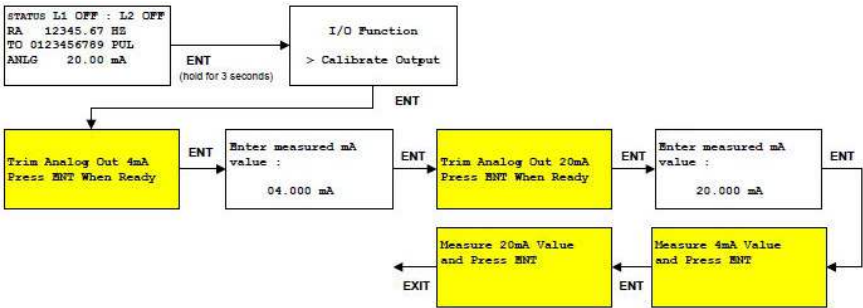 STATUS L1 OFF : L2 OFF
RA 12345.67 HZ
TO 0123456789 PUL
ANLG 20.00 mA
ENT
(hold for 3 seconds)
I/O Function
> Calibrate Output
ENT
Trim Analog Out 4mA
Press ENT When Ready
ENT
Enter measured mA
value :
04.000 mA
ENT
Trim Analog Out 20mA
Press ENT When Ready
ENT
Enter measured mA
value :
20.000 mA
ENT
Measure 4mA Value
and Press ENT
ENT
Measure 20mA Value
and Press ENT
EXIT